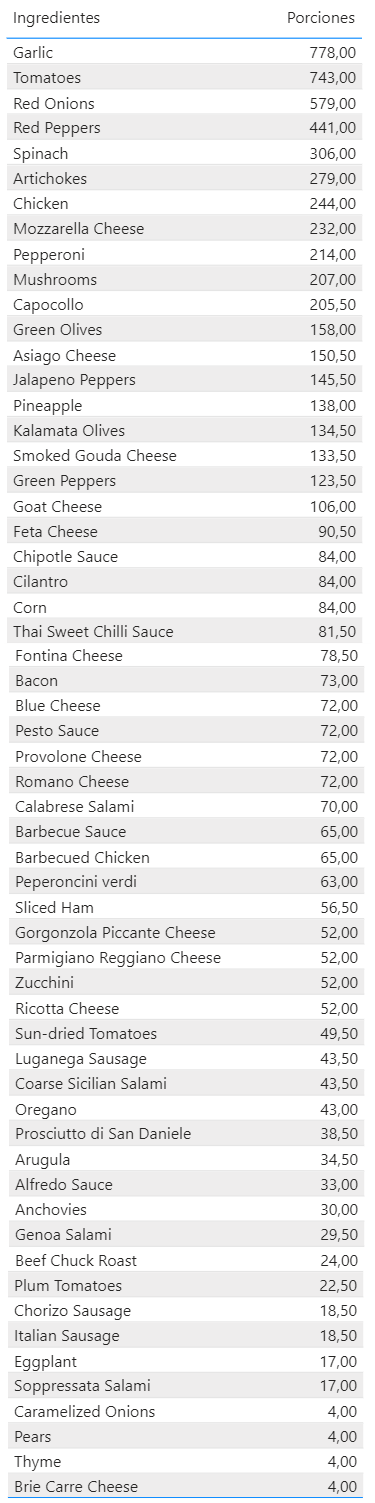 Ingredientes Porciones
Garlic 778,00
Tomatoes 743,00
Red Onions 579,00
Red Peppers 441,00
Spinach 306,00
Artichokes 279,00
Chicken 244,00
Mozzarella Cheese 232,00
Pepperoni 214,00
Mushrooms 207,00
Capocollo 205,50
Green Olives 158,00
Asiago Cheese 150,50
Jalapeno Peppers 145,50
Pineapple 138,00
Kalamata Olives 134,50
Smoked Gouda Cheese 133,50
Green Peppers 123,50
Goat Cheese 106,00
Feta Cheese 90,50
Chipotle Sauce 84,00
Cilantro 84,00
Corn 84,00
Thai Sweet Chilli Sauce 81,50
Fontina Cheese 78,50
Bacon 73,00
Blue Cheese 72,00
Pesto Sauce 72,00
Provolone Cheese 72,00
Romano Cheese 72,00
Calabrese Salami 70,00
Barbecue Sauce 65,00
Barbecued Chicken 65,00
Peperoncini verdi 63,00
Sliced Ham 56,50
Gorgonzola Piccante Cheese 52,00
Parmigiano Reggiano Cheese 52,00
Zucchini 52,00
Ricotta Cheese 52,00
Sun-dried Tomatoes 49,50
Luganega Sausage 43,50
Coarse Sicilian Salami 43,50
Oregano 43,00
Prosciutto di San Daniele 38,50
Arugula 34,50
Alfredo Sauce 33,00
Anchovies 30,00
Genoa Salami 29,50
Beef Chuck Roast 24,00
Plum Tomatoes 22,50
Chorizo Sausage 18,50
Italian Sausage 18,50
Eggplant 17,00
Soppressata Salami 17,00
Caramelized Onions 4,00
Pears 4,00
Thyme 4,00
Brie Carre Cheese 4,00